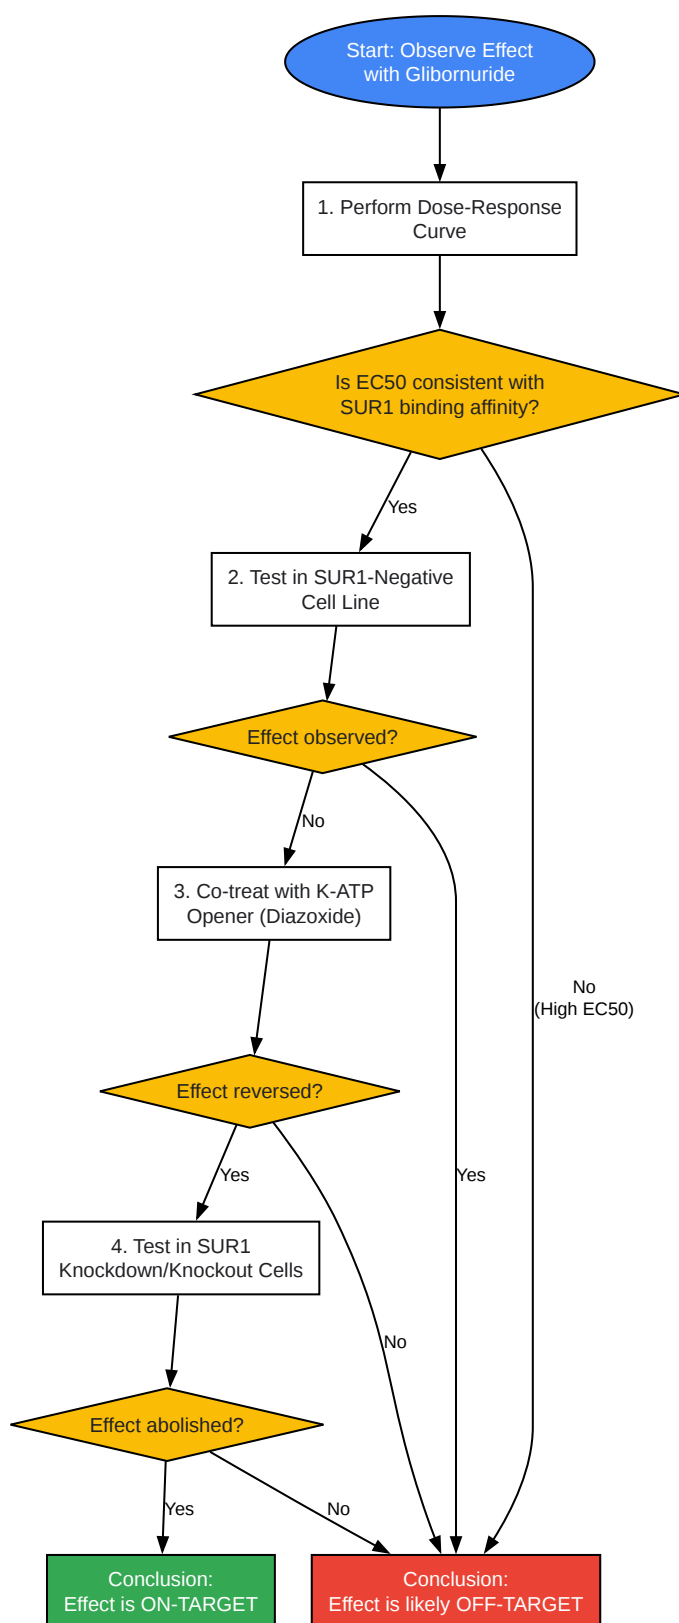 Start: Observe Effect
with Glibornuride
1. Perform Dose-Response
Curve
Is EC50 consistent with
SUR1 binding affinity?
Yes
2. Test in SUR1-Negative
Cell Line
Effect observed?
No
3. Co-treat with K-ATP
Opener (Diazoxide)
No
(High EC50)
Effect reversed?
Yes
Yes
4. Test in SUR1
Knockdown/Knockout Cells
No
Effect abolished?
Yes
No
Conclusion:
Effect is ON-TARGET
Conclusion:
Effect is likely OFF-TARGET